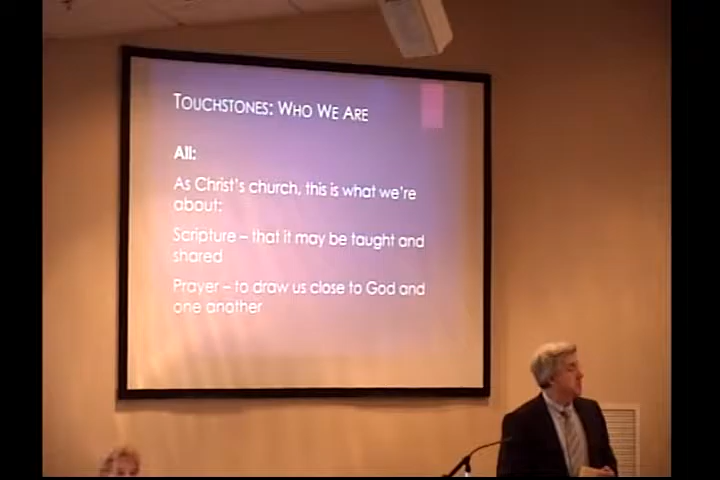 TOUCHSTONES: WHO WE ARE
All:
As Christ's church, this is what we're
about:
Scripture – that it may be taught and
shared
Prayer – to draw us close to God and
one another